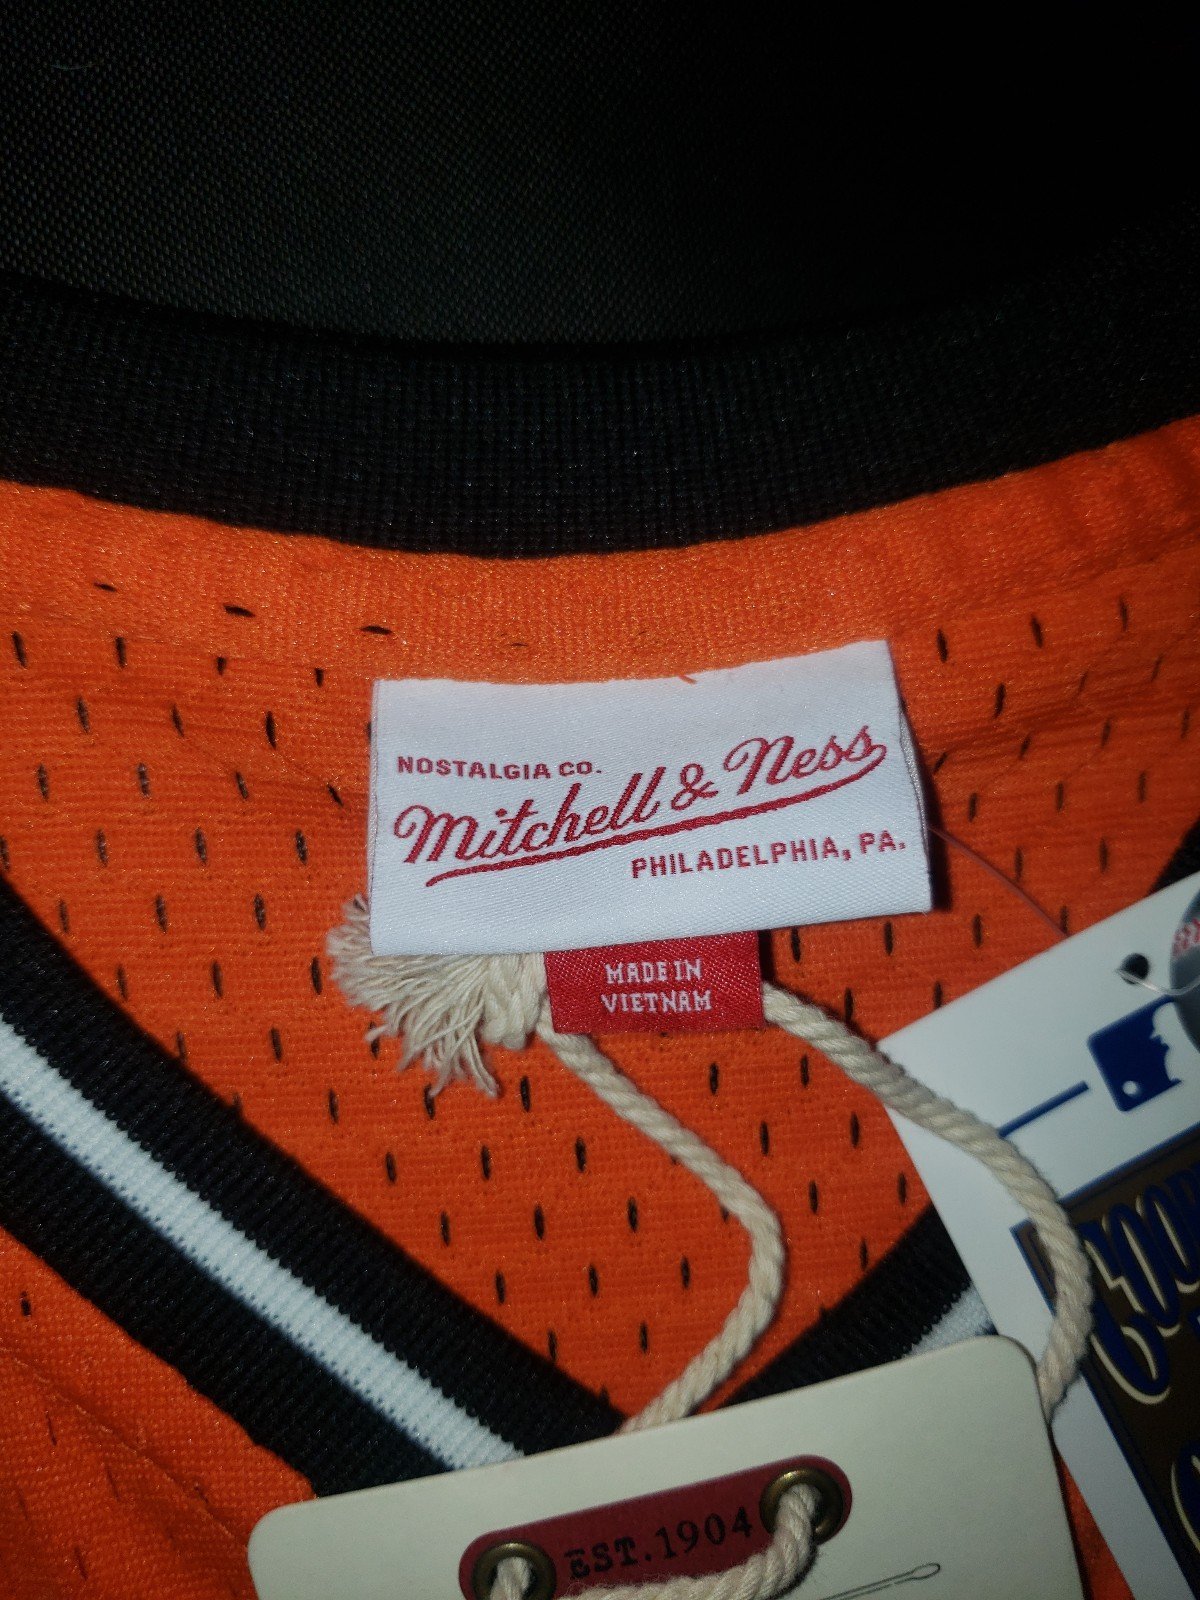 NOSTALGIA CO.
Mitchell & Ness
PHILADELPHIA, PA.
MADE IN
VIETNAM
EST. 1904